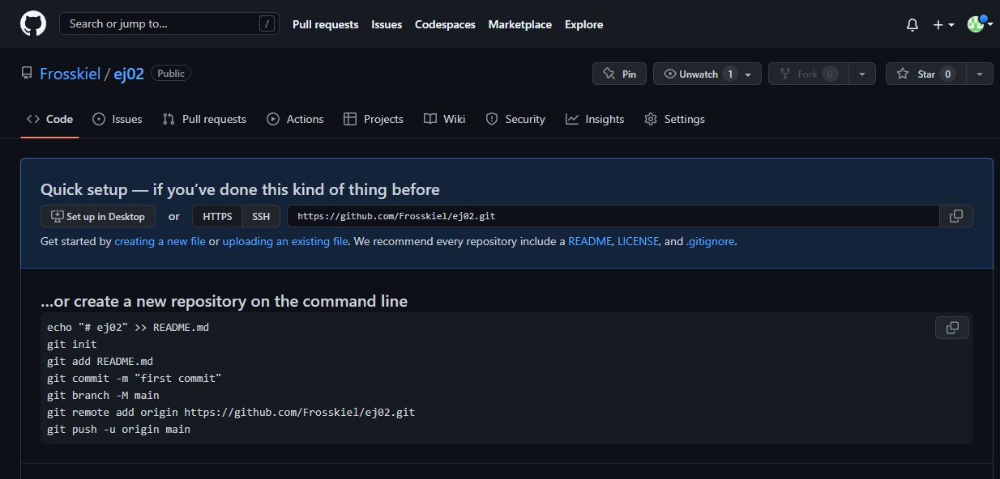 Search or jump to... /
Pull requests Issues Codespaces Marketplace Explore
Frosskiel / ej02 Public
Pin Unwatch 1 Fork 0 Star 0
Code Issues Pull requests Actions Projects Wiki Security Insights Settings
Quick setup — if you’ve done this kind of thing before
Set up in Desktop or HTTPS SSH https://github.com/Frosskiel/ej02.git
Get started by creating a new file or uploading an existing file. We recommend every repository include a README, LICENSE, and .gitignore.
…or create a new repository on the command line
echo "# ej02" >> README.md
git init
git add README.md
git commit -m "first commit"
git branch -M main
git remote add origin https://github.com/Frosskiel/ej02.git
git push -u origin main